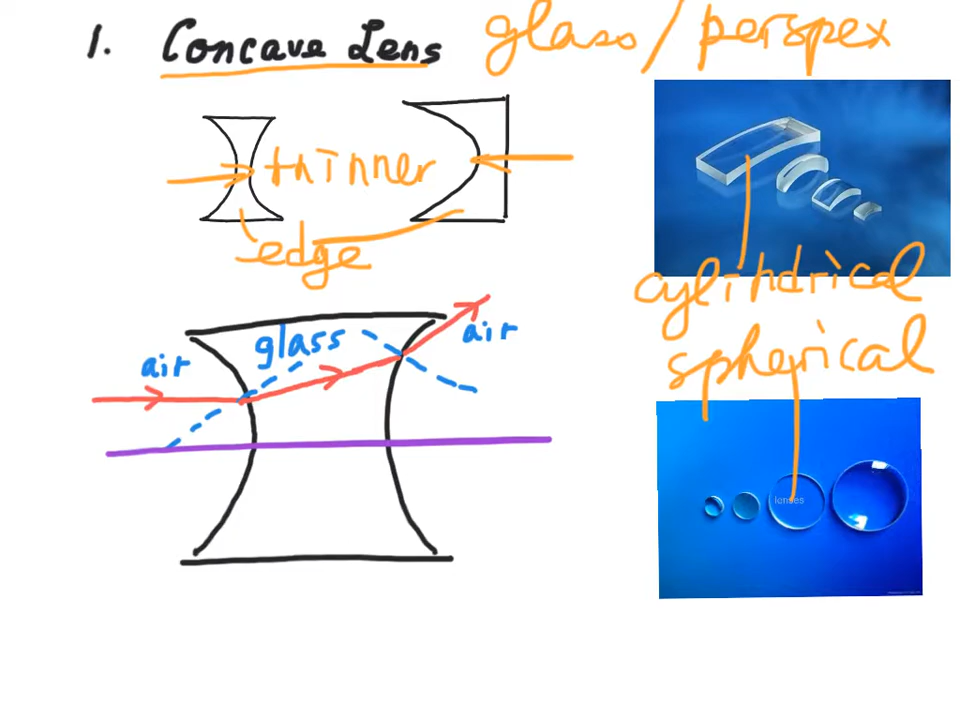 1. Concave Lens glass/perspex
thinner
edge
cylindrical
spherical
air glass air
lenses